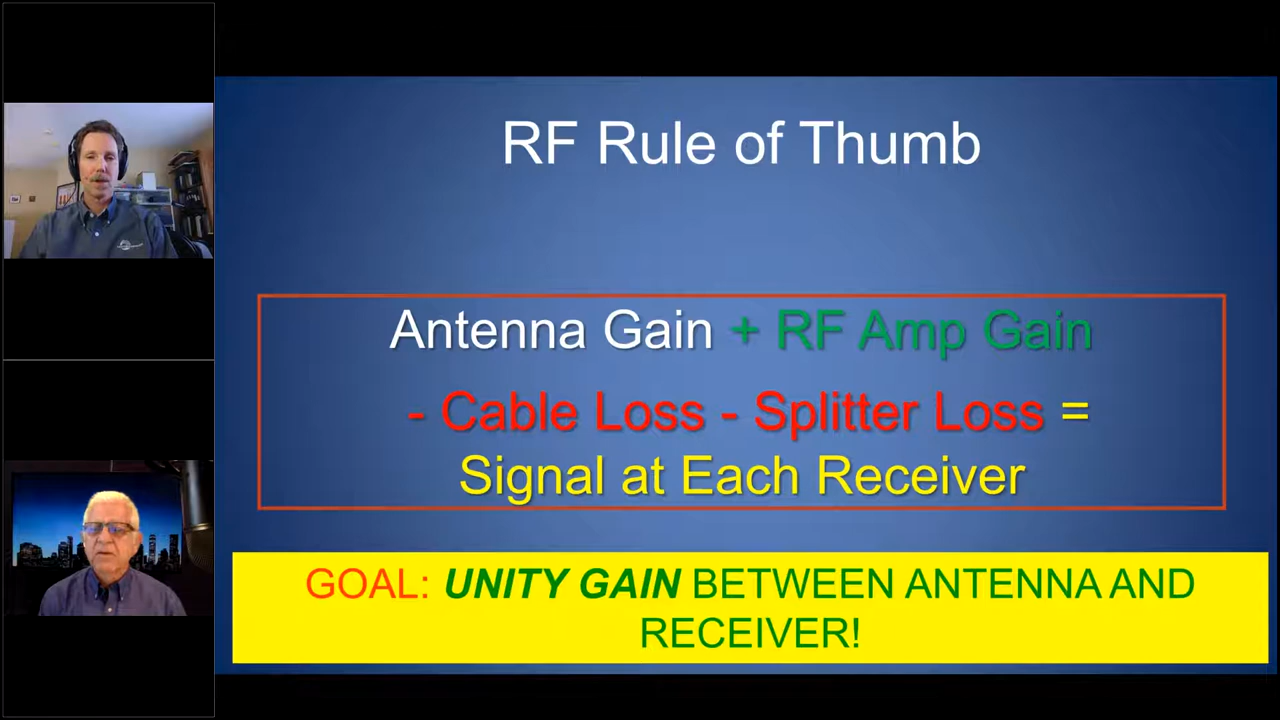 RF Rule of Thumb
Antenna Gain + RF Amp Gain
- Cable Loss - Splitter Loss =
Signal at Each Receiver
GOAL: UNITY GAIN BETWEEN ANTENNA AND
RECEIVER!